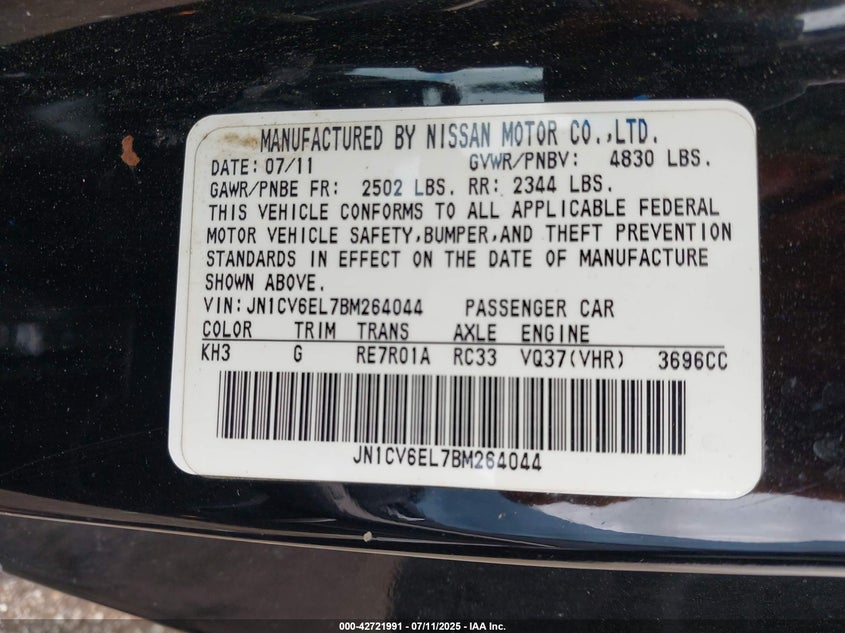 MANUFACTURED BY NISSAN MOTOR CO.,LTD.
DATE: 07/11 GVWR/PNBV: 4830 LBS.
GAWR/PNBE FR: 2502 LBS. RR: 2344 LBS.
THIS VEHICLE CONFORMS TO ALL APPLICABLE FEDERAL
MOTOR VEHICLE SAFETY,BUMPER,AND THEFT PREVENTION
STANDARDS IN EFFECT ON THE DATE OF MANUFACTURE
SHOWN ABOVE.
VIN: JN1CV6EL7BM264044 PASSENGER CAR
COLOR TRIM TRANS AXLE ENGINE
KH3 G RE7R01A RC33 VQ37(VHR) 3696CC
JN1CV6EL7BM264044
000-42721991 - 07/11/2025 - IAA Inc.